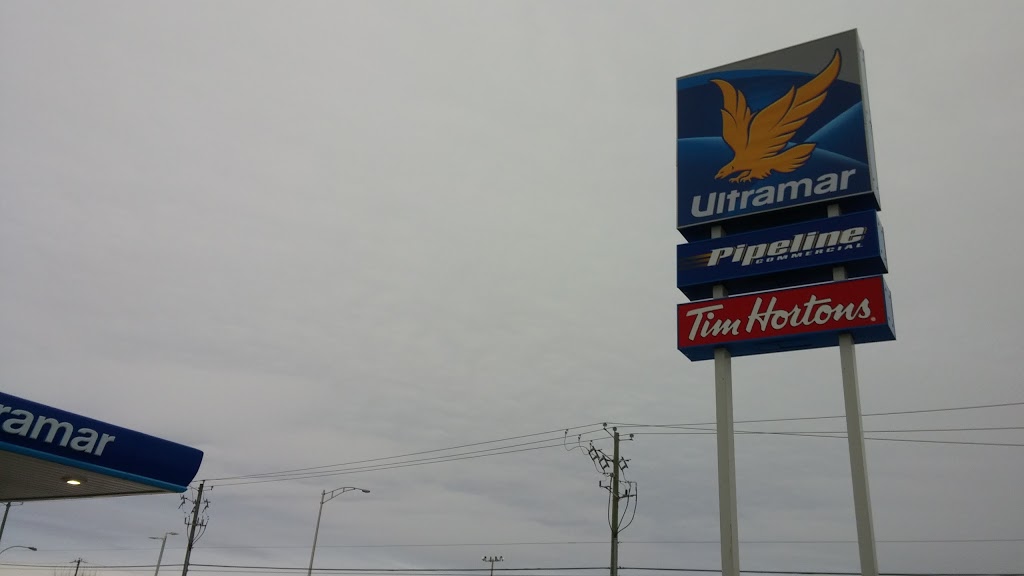 Ultramar
Pipeline
COMMERCIAL
Tim Hortons®
ramar